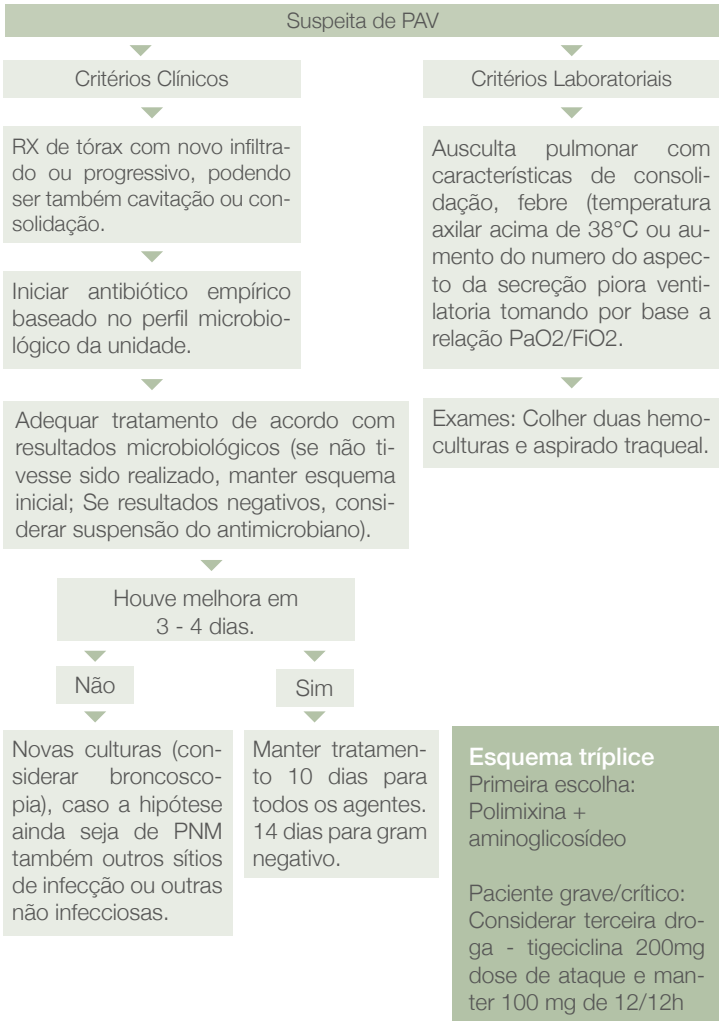 Suspeita de PAV
Critérios Clínicos
RX de tórax com novo infiltra-
do ou progressivo, podendo
ser também cavitação ou con-
solidação.
Iniciar antibiótico empírico
baseado no perfil microbio-
lógico da unidade.
Critérios Laboratoriais
Ausculta pulmonar com
características de consoli-
dação, febre (temperatura
axilar acima de 38°C ou au-
mento do numero do aspec-
to da secreção piora venti-
latoria tomando por base a
relação PaO2/FiO2.
Exames: Colher duas hemo-
culturas e aspirado traqueal.
Adequar tratamento de acordo com
resultados microbiológicos (se não ti-
vesse sido realizado, manter esquema
inicial; Se resultados negativos, consi-
derar suspensão do antimicrobiano).
Houve melhora em
3 - 4 dias.
Não
Novas culturas (con-
siderar broncosco-
pia), caso a hipótese
ainda seja de PNM
também outros sítios
de infecção ou outras
não infecciosas.
Sim
Manter tratamen-
to 10 dias para
todos os agentes.
14 dias para gram
negativo.
Esquema tríplice
Primeira escolha:
Polimixina +
aminoglicosídeo
Paciente grave/crítico:
Considerar terceira dro-
ga - tigeciclina 200mg
dose de ataque e man-
ter 100 mg de 12/12h